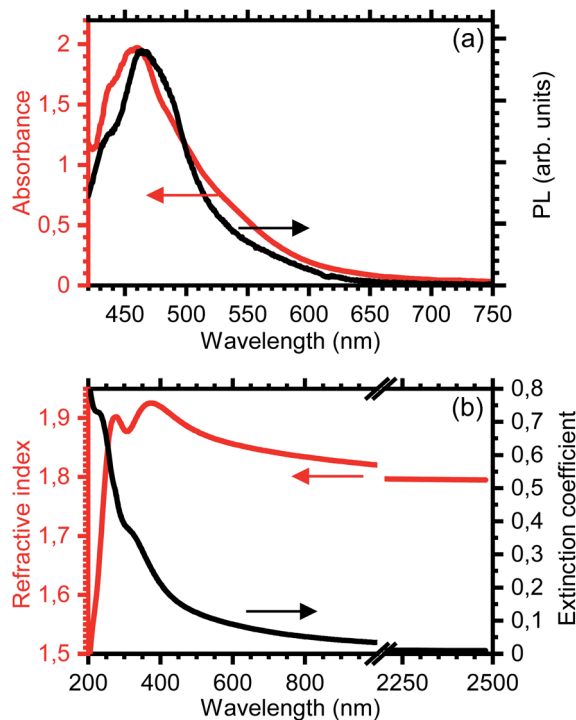 (a)
Absorbance
2
1,5
1
0,5
0
PL (arb. units)
450 500 550 600 650 700 750
Wavelength (nm)
(b)
Refractive index
1,9
1,8
1,7
1,6
1,5
0,8
0,7
0,6
0,5
0,4
0,3
0,2
0,1
0
Extinction coefficient
200 400 600 800 2250 2500
Wavelength (nm)